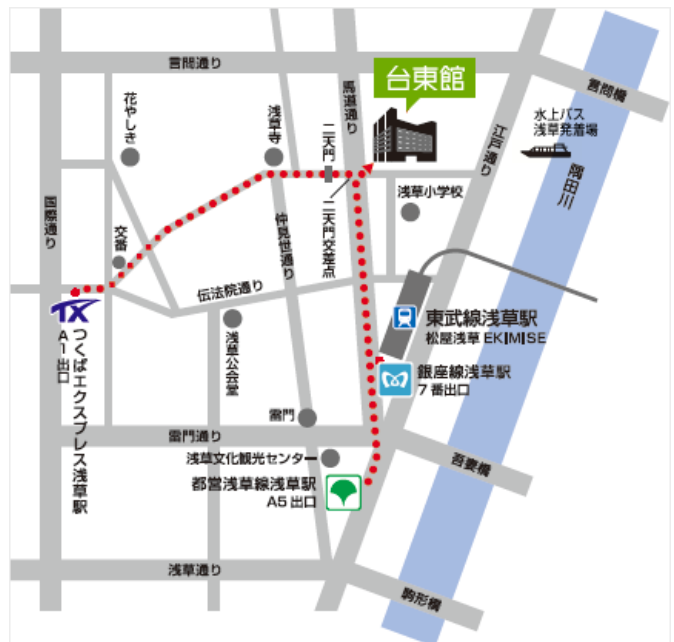 言問通り
台東館
言問橋
花やしき
浅草寺
二天門
馬道通り
水上バス
浅草発着場
江戸通り
隅田川
国際通り
交番
仲見世通り
二天門交差点
浅草小学校
伝法院通り
TX
つくばエクスプレス浅草駅
A1出口
浅草公会堂
東武線浅草駅
松屋浅草 EKIMISE
銀座線浅草駅
7番出口
雷門
雷門通り
浅草文化観光センター
吾妻橋
都営浅草線浅草駅
A5出口
浅草通り
駒形橋